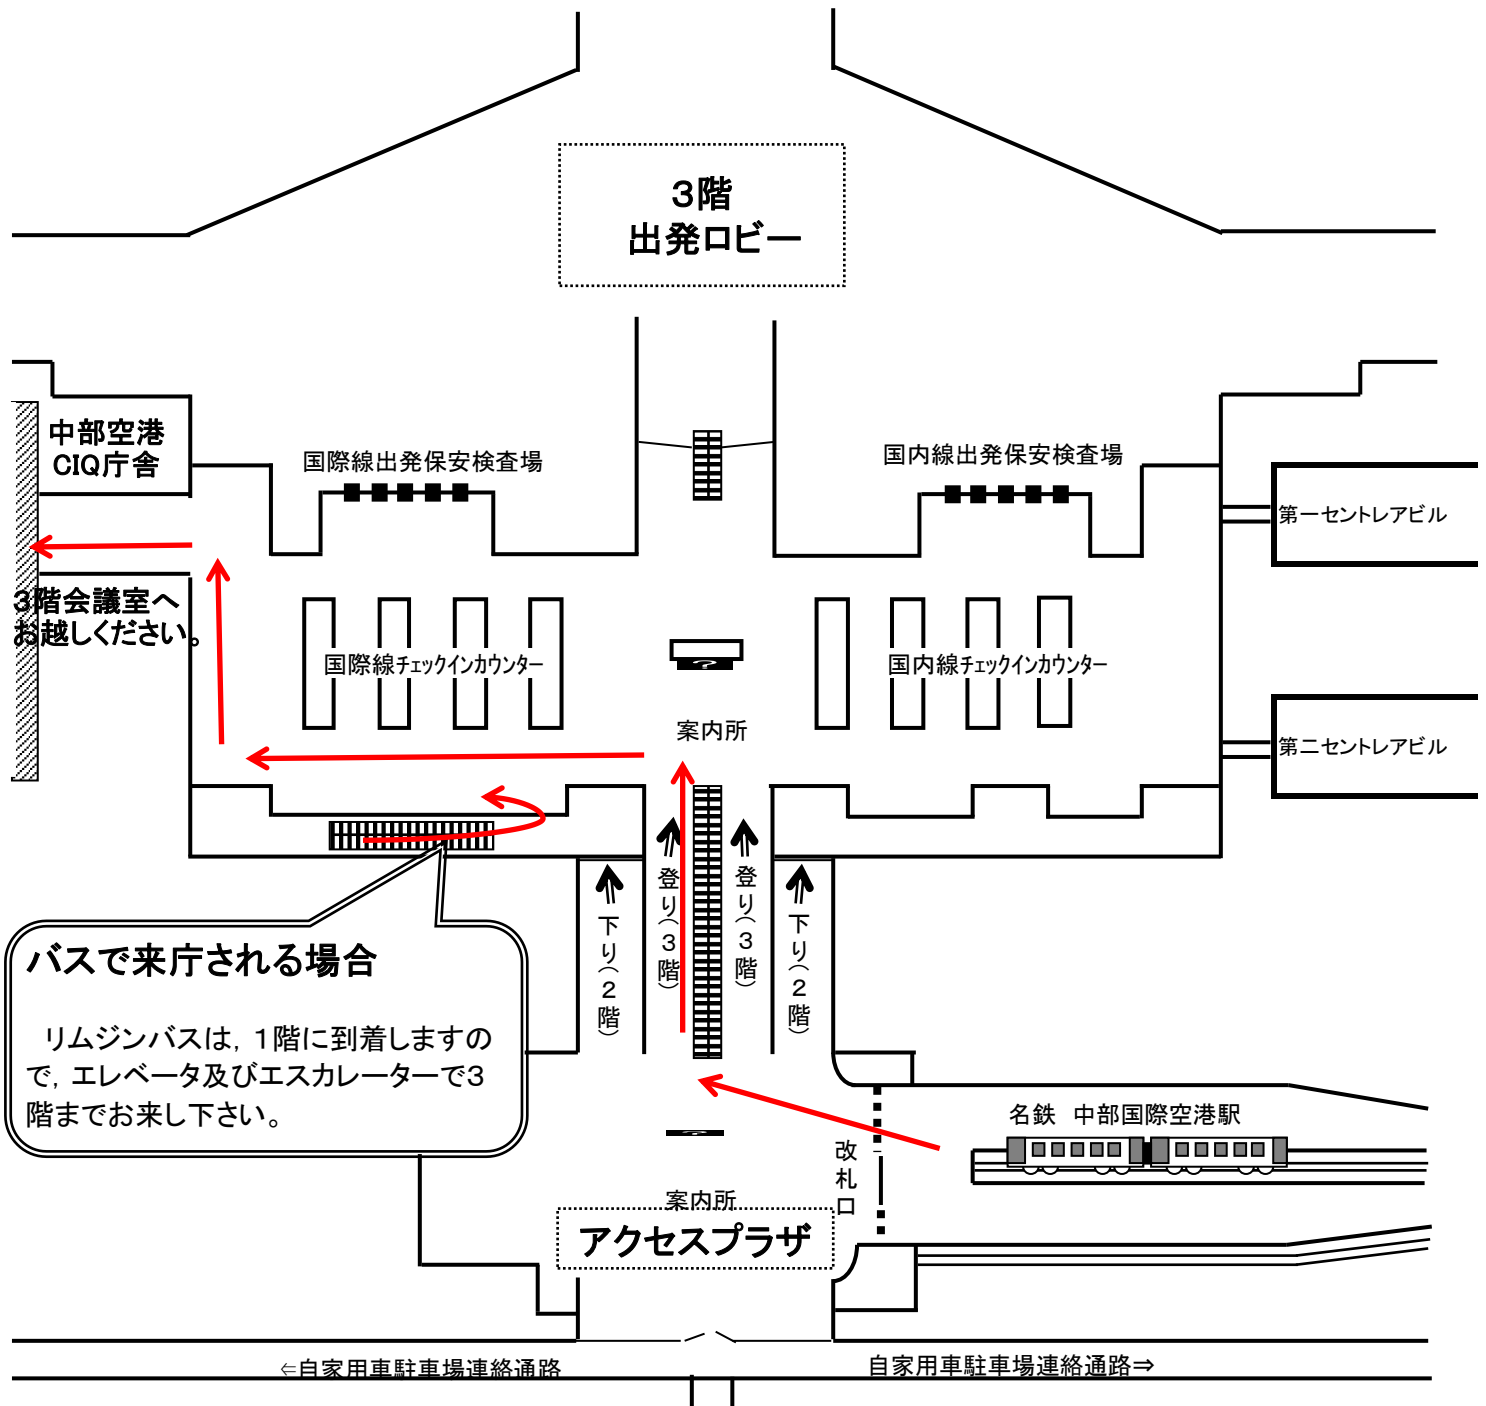 3階
出発ロビー
中部空港
CIQ庁舎
国際線出発保安検査場
国内線出発保安検査場
第一セントレアビル
3階会議室へ
お越しください。
国際線チェックインカウンター
国内線チェックインカウンター
案内所
第二セントレアビル
下り(2階)
登り(3階)
登り(3階)
下り(2階)
バスで来庁される場合
リムジンバスは,1階に到着しますの
で,エレベータ及びエスカレーターで3
階までお来し下さい。
名鉄 中部国際空港駅
改札口
案内所
アクセスプラザ
⇐自家用車駐車場連絡通路
自家用車駐車場連絡通路⇒